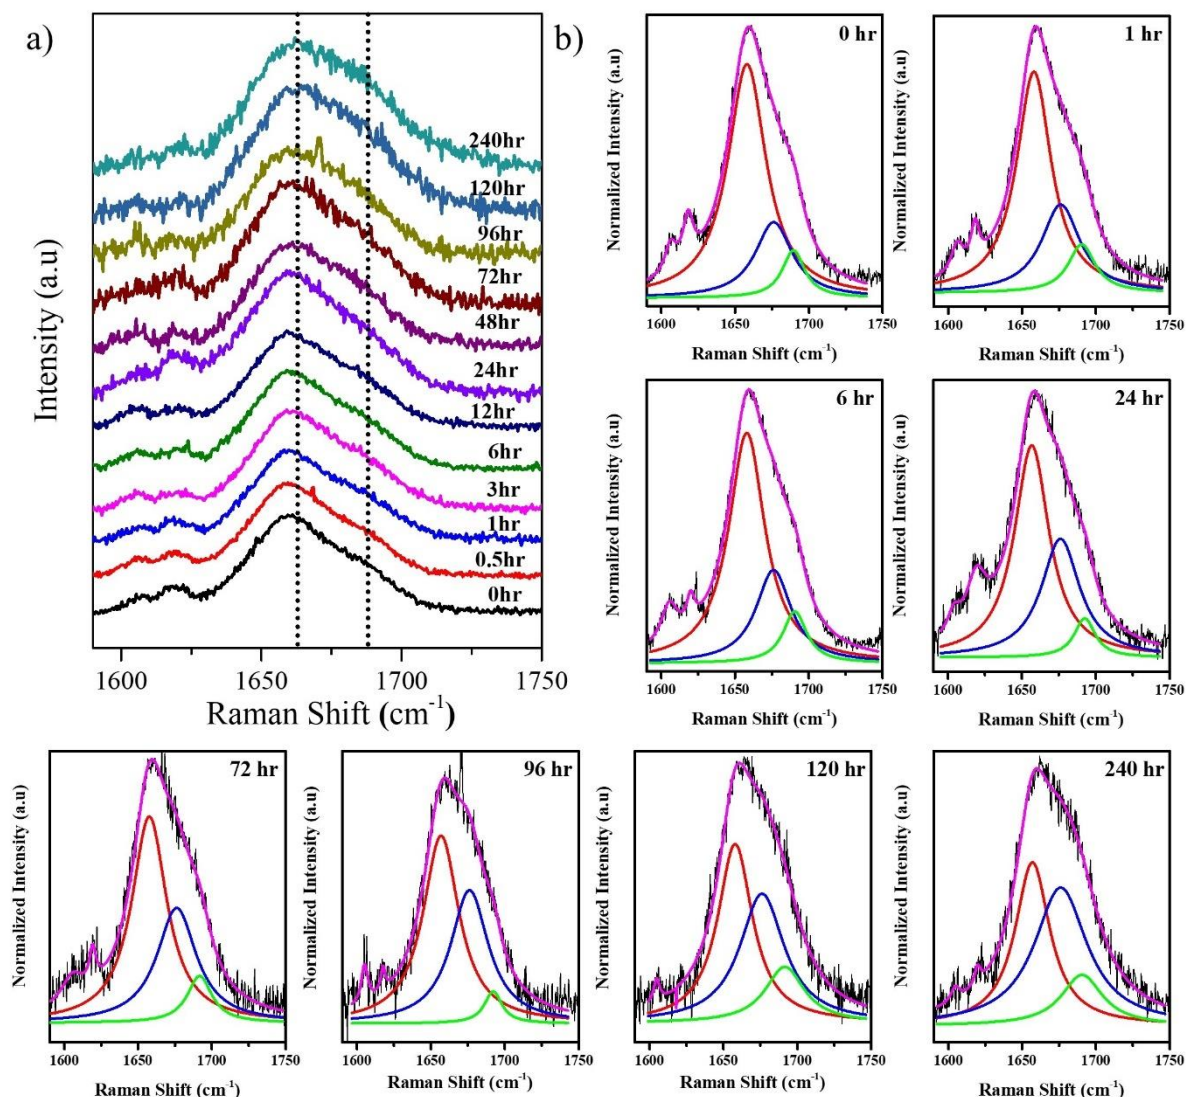 a)
240hr
120hr
96hr
72hr
48hr
24hr
12hr
6hr
3hr
1hr
0.5hr
0hr
Intensity (a.u)
1600 1650 1700 1750
Raman Shift (cm-1)
b)
0 hr
Normalized Intensity (a.u)
1600 1650 1700 1750
Raman Shift (cm-1)
1 hr
Normalized Intensity (a.u)
1600 1650 1700 1750
Raman Shift (cm-1)
6 hr
Normalized Intensity (a.u)
1600 1650 1700 1750
Raman Shift (cm-1)
24 hr
Normalized Intensity (a.u)
1600 1650 1700 1750
Raman Shift (cm-1)
72 hr
Normalized Intensity (a.u)
1600 1650 1700 1750
Raman Shift (cm-1)
96 hr
Normalized Intensity (a.u)
1600 1650 1700 1750
Raman Shift (cm-1)
120 hr
Normalized Intensity (a.u)
1600 1650 1700 1750
Raman Shift (cm-1)
240 hr
Normalized Intensity (a.u)
1600 1650 1700 1750
Raman Shift (cm-1)